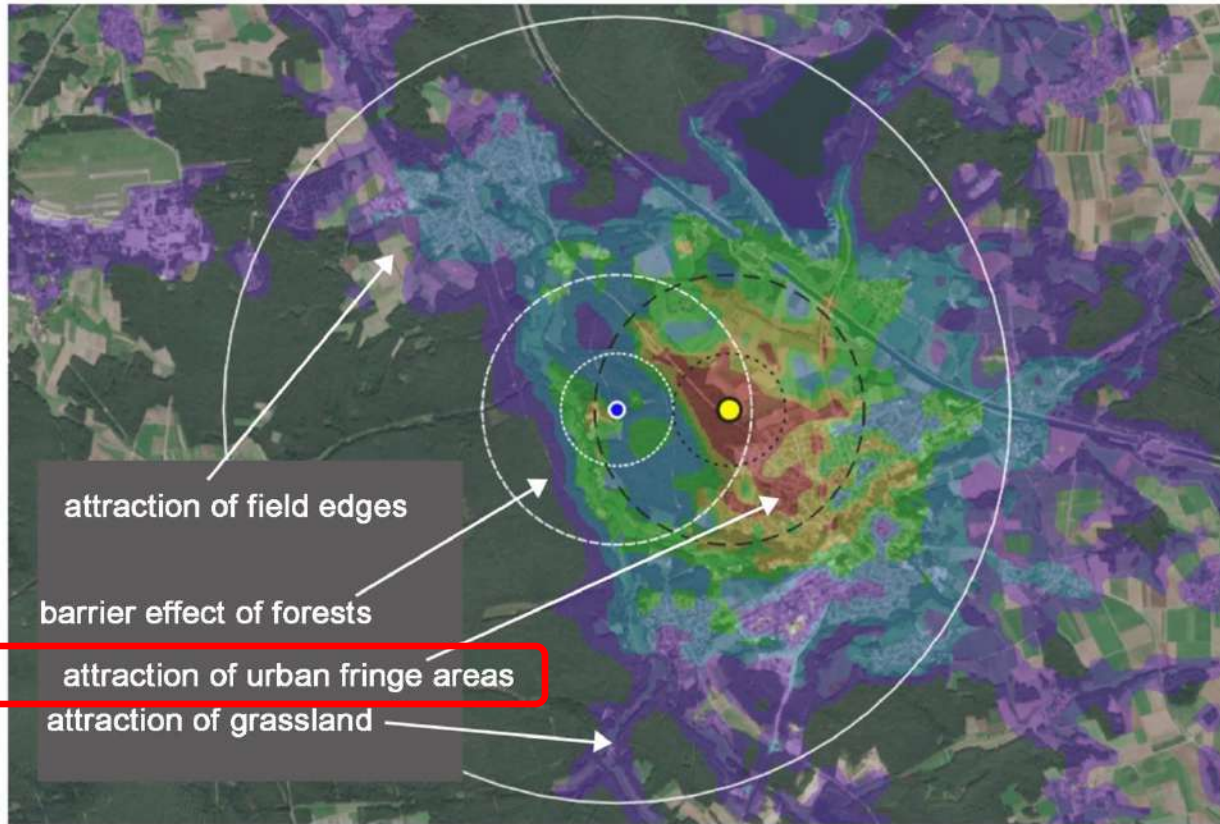 attraction of field edges
barrier effect of forests
attraction of urban fringe areas
attraction of grassland